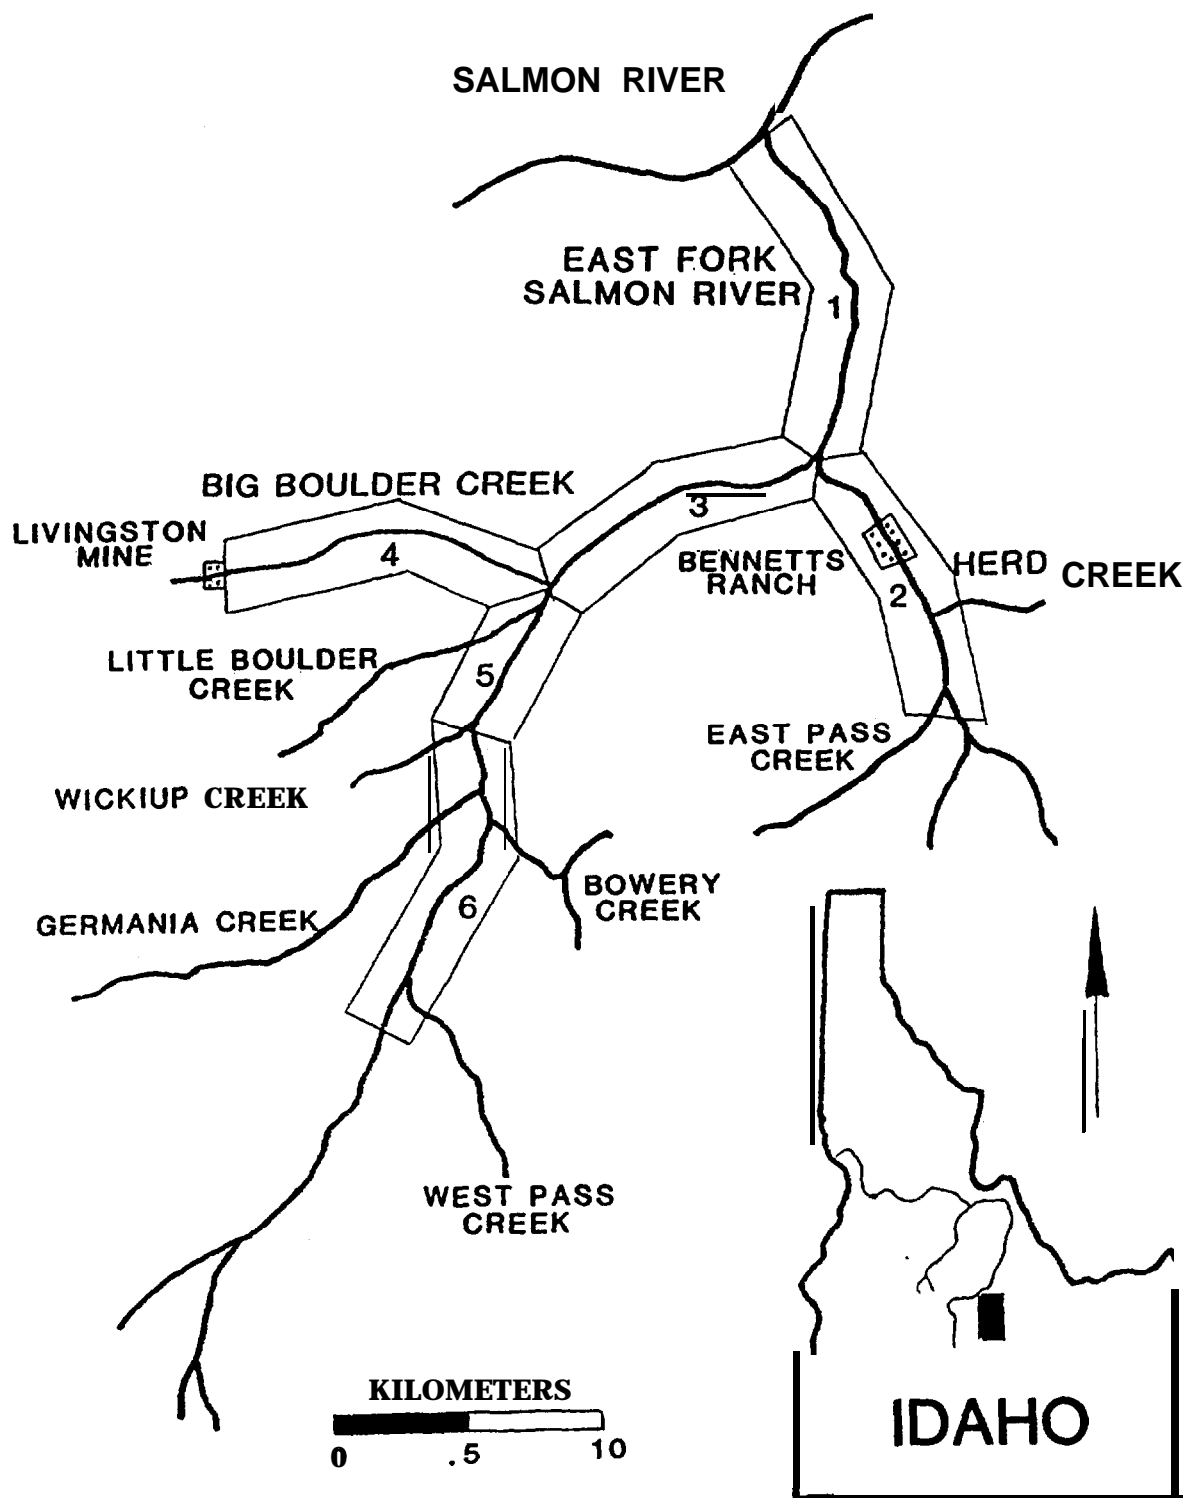 SALMON RIVER
EAST FORK
SALMON RIVER
1
BIG BOULDER CREEK
LIVINGSTON
MINE
4
3
BENNETTS
RANCH
HERD CREEK
2
LITTLE BOULDER
CREEK
5
EAST PASS
CREEK
WICKIUP CREEK
BOWERY
CREEK
6
GERMANIA CREEK
WEST PASS
CREEK
KILOMETERS
0 .5 10
IDAHO